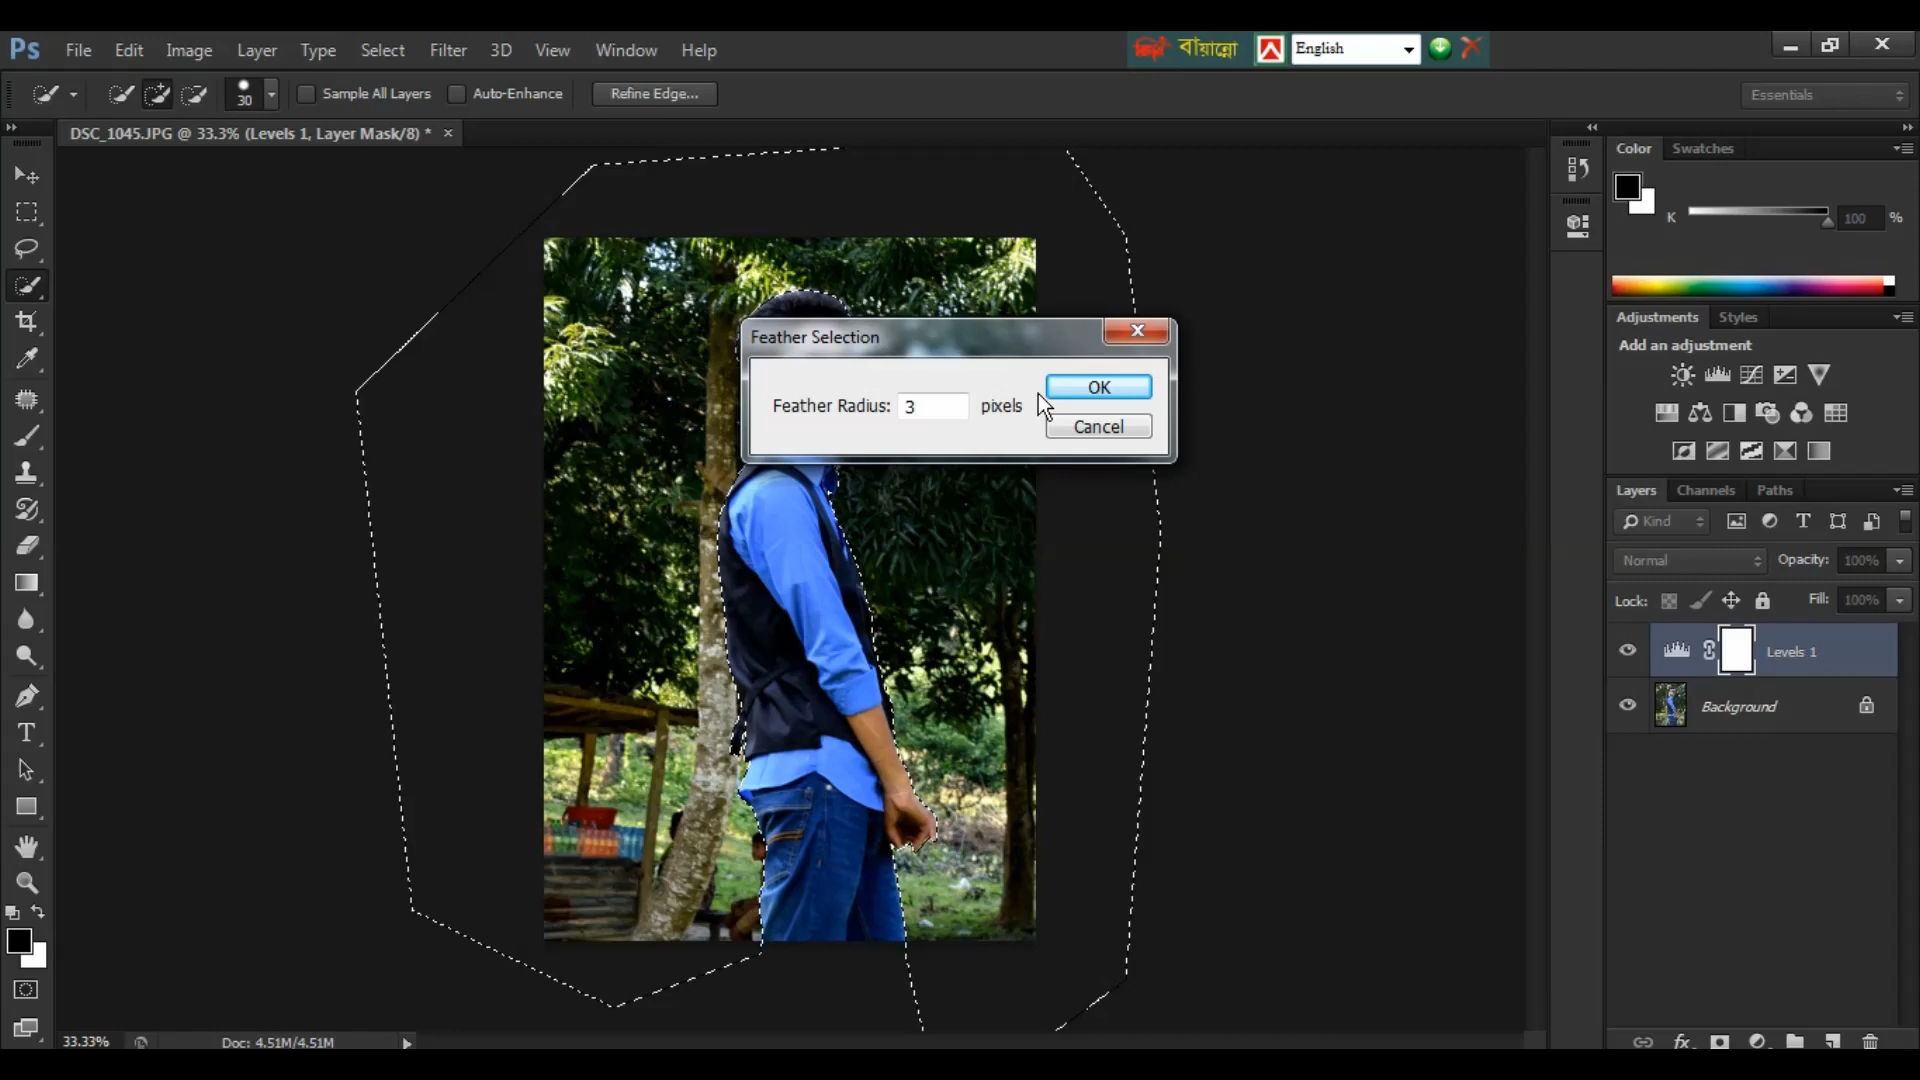 Ps File Edit Image Layer Type Select Filter 3D View Window Help
বায়ান্নো English
30 Sample All Layers Auto-Enhance Refine Edge... Essentials
DSC_1045.JPG @ 33.3% (Levels 1, Layer Mask/8) *
Color Swatches
K 100 %
Feather Selection
Feather Radius: 3 pixels
OK
Cancel
Adjustments Styles
Add an adjustment
Layers Channels Paths
Kind
Normal Opacity: 100%
Lock: Fill: 100%
Levels 1
Background
33.33% Doc: 4.51M/4.51M